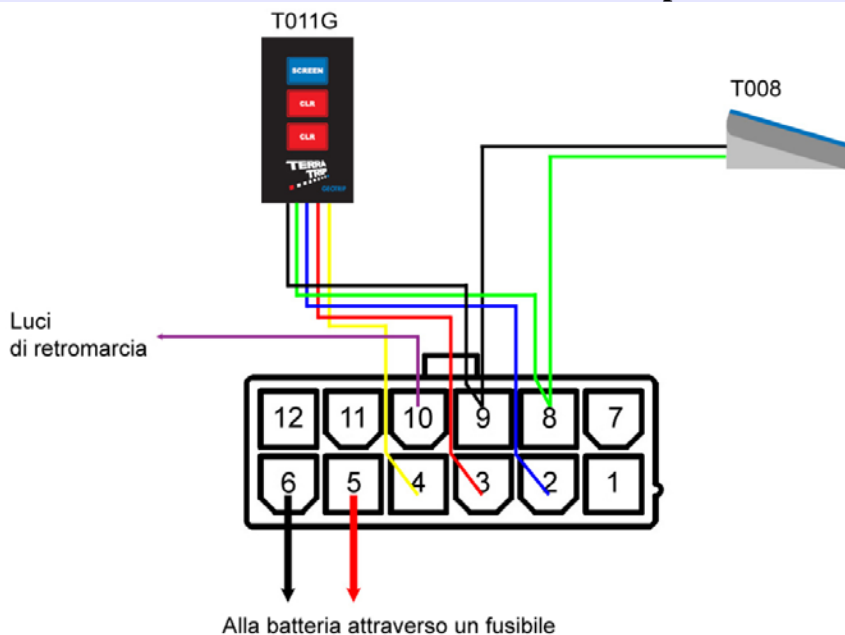 T011G
SCREEN
CLR
CLR
TERRA
TRIP
GEOTRIP
T008
Luci
di retromarcia
12 11 10 9 8 7
6 5 4 3 2 1
Alla batteria attraverso un fusibile